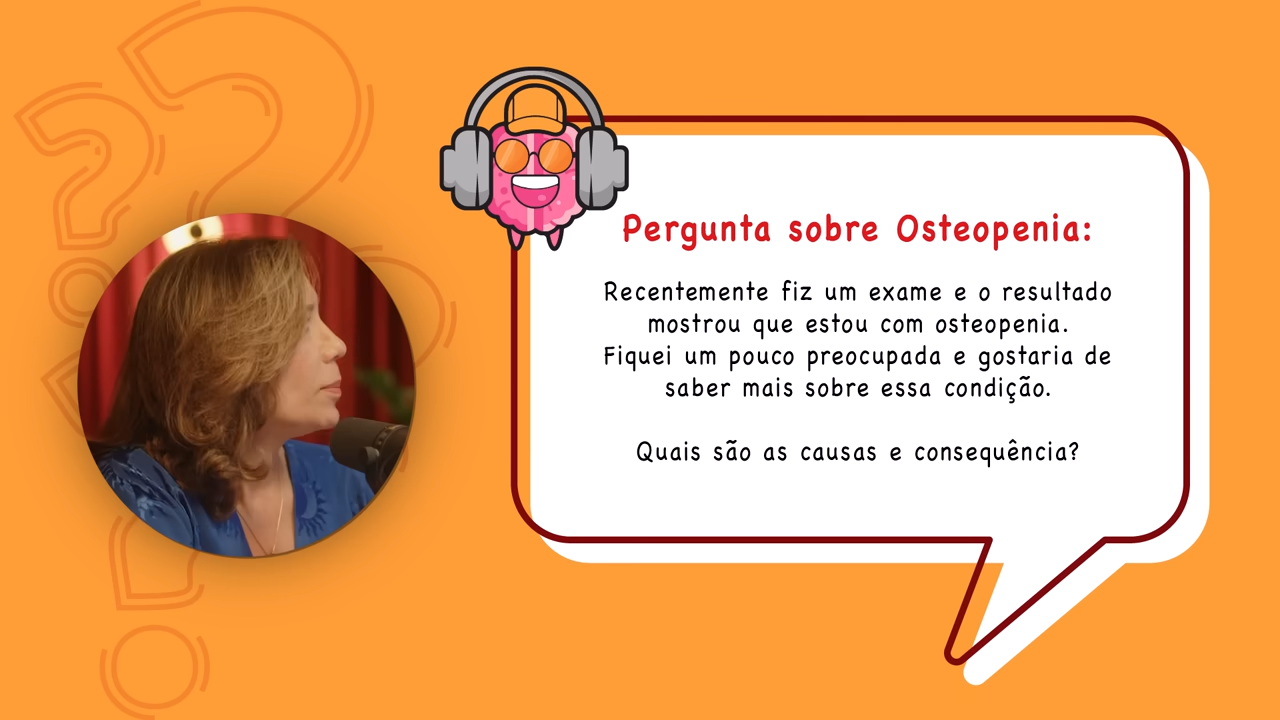 Pergunta sobre Osteopenia:
Recentemente fiz um exame e o resultado
mostrou que estou com osteopenia.
Fiquei um pouco preocupada e gostaria de
saber mais sobre essa condição.
Quais são as causas e consequência?